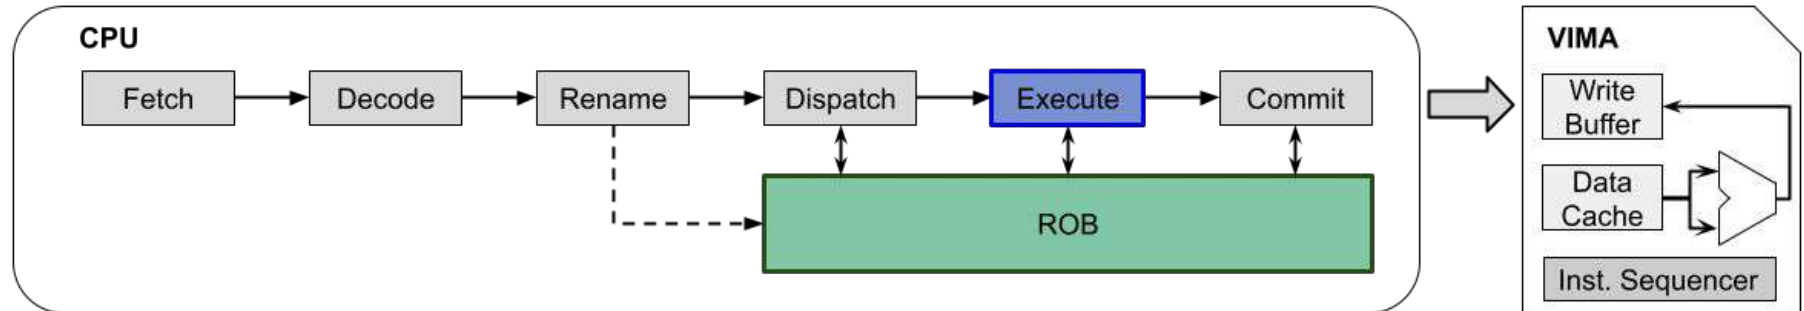 CPU
Fetch
Decode
Rename
Dispatch
Execute
Commit
ROB
VIMA
Write
Buffer
Data
Cache
Inst. Sequencer